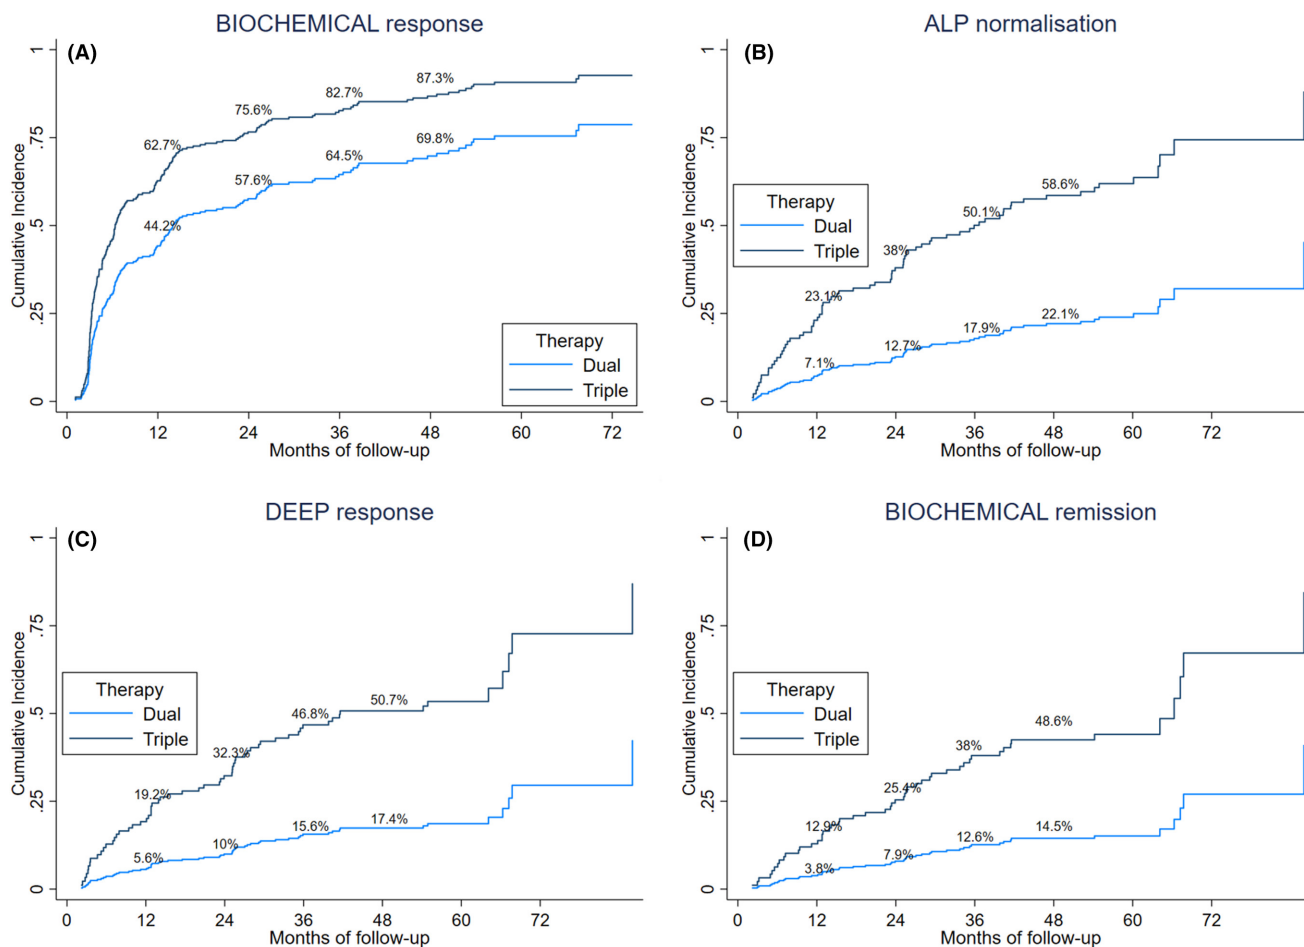 BIOCHEMICAL response
(A)
Cumulative Incidence
1
.75
.5
.25
0
62.7%
75.6%
82.7%
87.3%
44.2%
57.6%
64.5%
69.8%
Therapy
Dual
Triple
0 12 24 36 48 60 72
Months of follow-up
ALP normalisation
(B)
Cumulative Incidence
1
.75
.5
.25
0
23.1%
38%
50.1%
58.6%
7.1%
12.7%
17.9%
22.1%
Therapy
Dual
Triple
0 12 24 36 48 60 72
Months of follow-up
DEEP response
(C)
Cumulative Incidence
1
.75
.5
.25
0
19.2%
32.3%
46.8%
50.7%
5.6%
10%
15.6%
17.4%
Therapy
Dual
Triple
0 12 24 36 48 60 72
Months of follow-up
BIOCHEMICAL remission
(D)
Cumulative Incidence
1
.75
.5
.25
0
12.9%
25.4%
38%
48.6%
3.8%
7.9%
12.6%
14.5%
Therapy
Dual
Triple
0 12 24 36 48 60 72
Months of follow-up